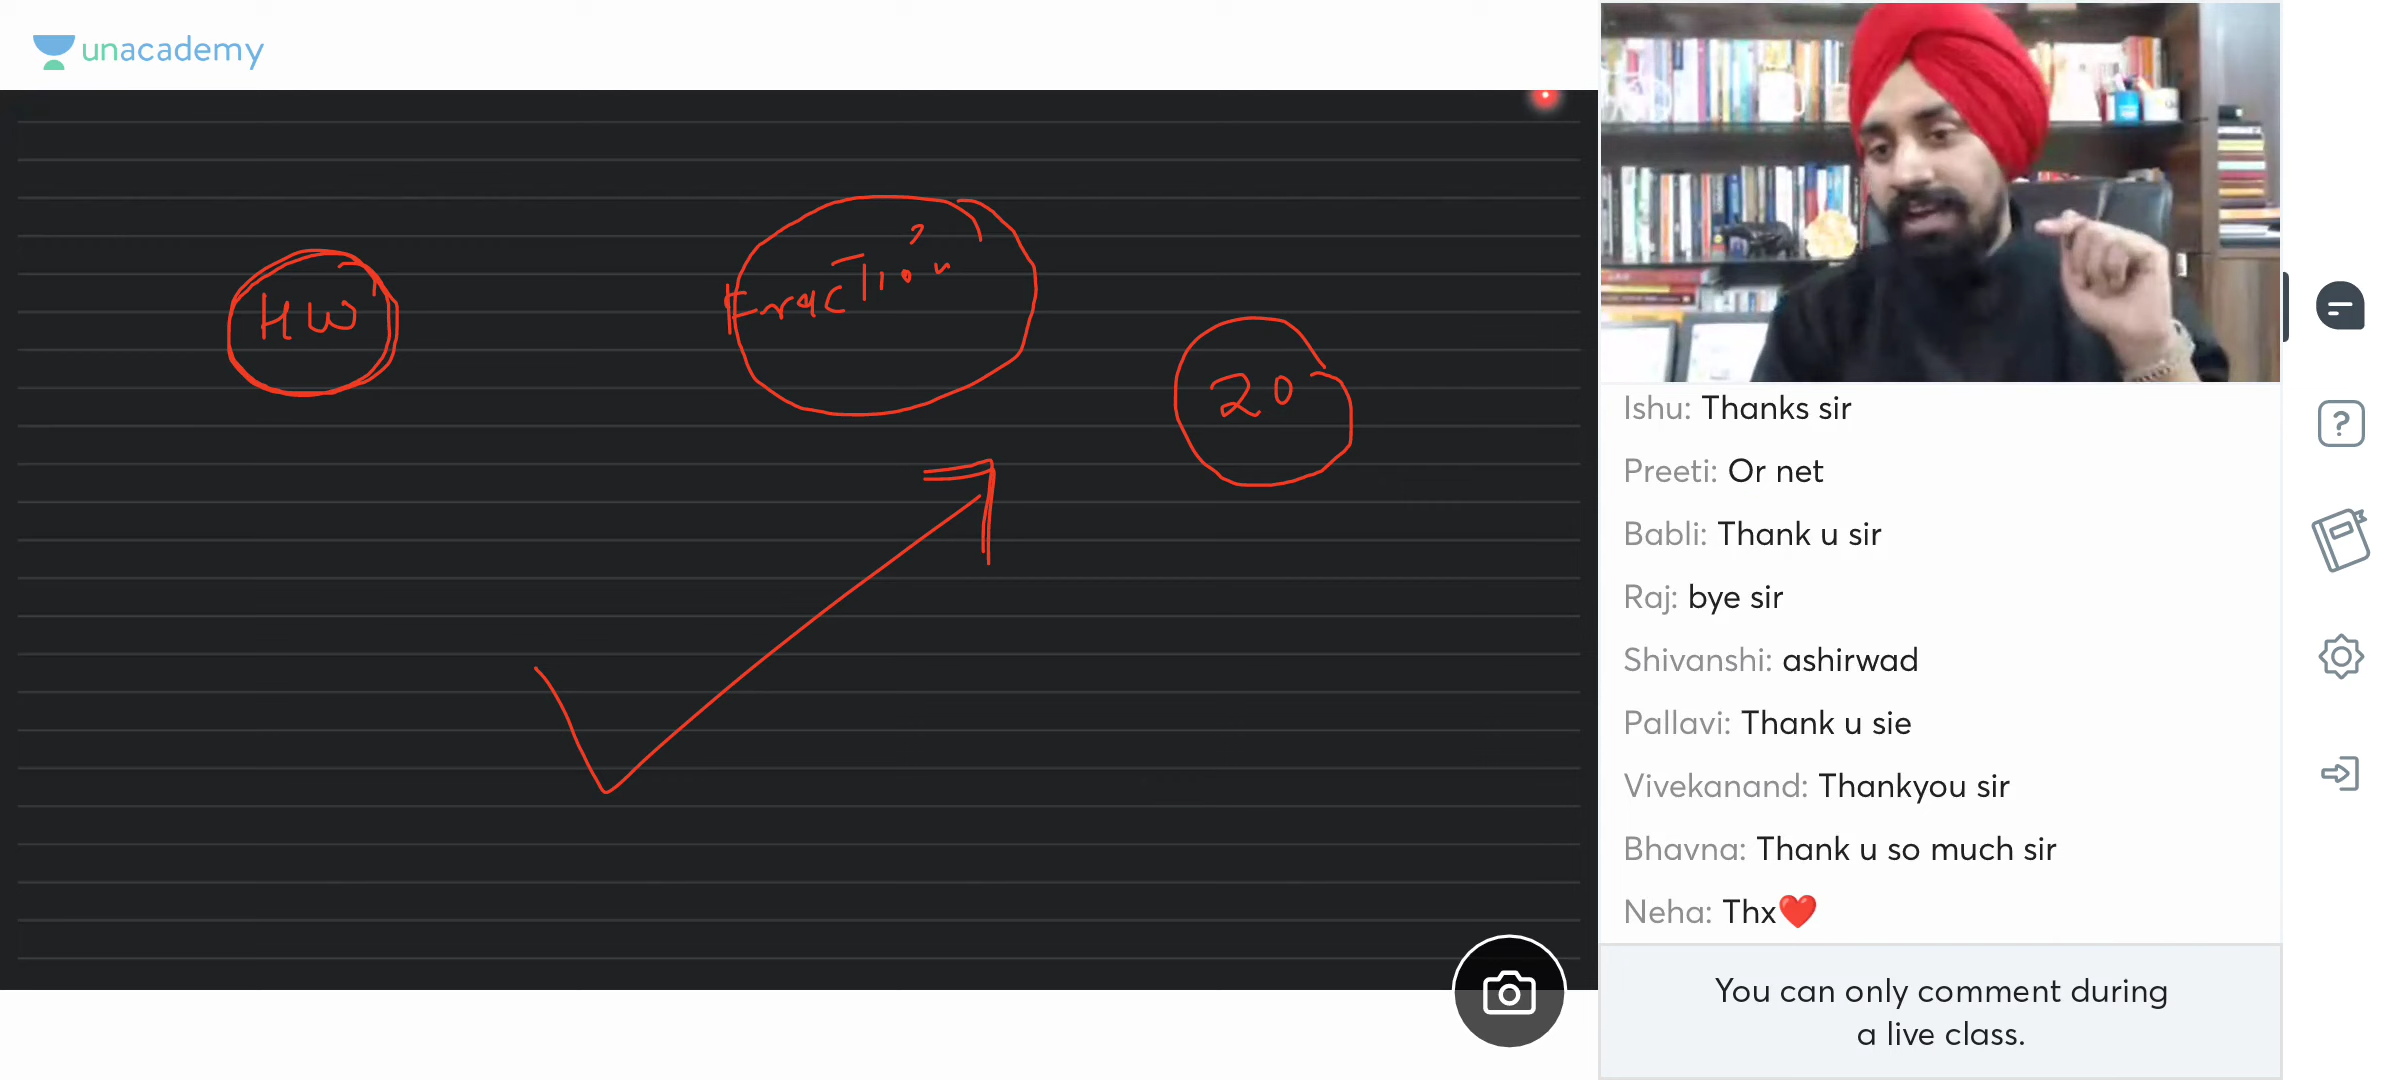 unacademy
HW
Fraction
20
Ishu: Thanks sir
Preeti: Or net
Babli: Thank u sir
Raj: bye sir
Shivanshi: ashirwad
Pallavi: Thank u sie
Vivekanand: Thankyou sir
Bhavna: Thank u so much sir
Neha: Thx❤️
You can only comment during
a live class.